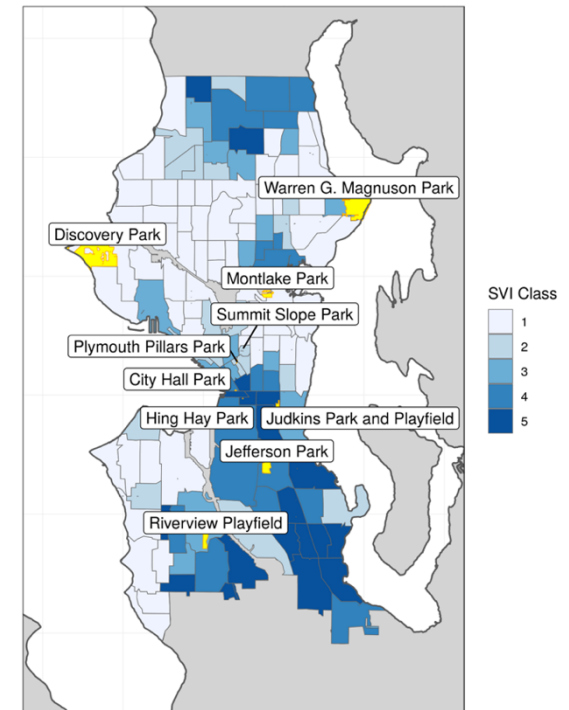 Warren G. Magnuson Park
Discovery Park
Montlake Park
Summit Slope Park
Plymouth Pillars Park
City Hall Park
Hing Hay Park
Judkins Park and Playfield
Jefferson Park
Riverview Playfield
SVI Class
1
2
3
4
5